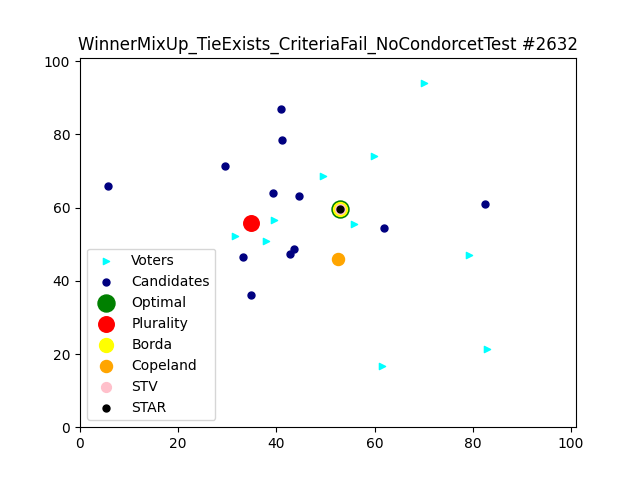 WinnerMixUp_TieExists_CriteriaFail_NoCondorcetTest #2632
100
80
60
40
20
0
Voters
Candidates
Optimal
Plurality
Borda
Copeland
STV
STAR
0 20 40 60 80 100